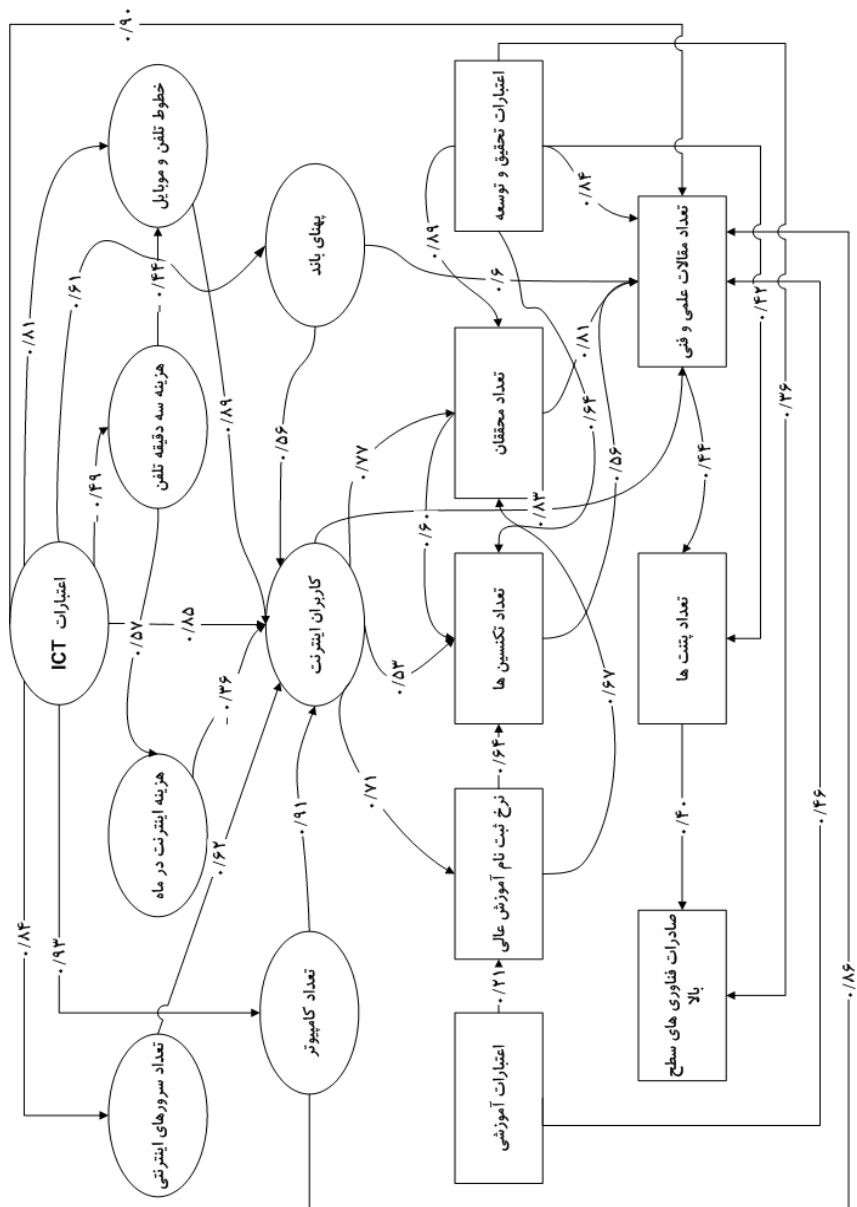 ۰/۹۰
خطوط تلفن و موبایل
اعتبارات تحقیق و توسعه
۰/۸۴
۰/۸۱
۰/۶۱
- ۰/۴۴
پهنای باند
۰/۸۹
۰/۶
تعداد مقالات علمی و فنی
۰/۴۲
۰/۳۶
هزینه سه دقیقه تلفن
۰/۸۹
تعداد محققان
۰/۸۱
۰/۶۴
- ۰/۴۹
۰/۵۶
۰/۷۷
۰/۵۶
۰/۴۴
۰/۸۳
۰/۶۰
اعتبارات ICT
۰/۸۵
کاربران اینترنت
تعداد تکنسین ها
تعداد پتنت ها
۰/۵۷
- ۰/۳۶
۰/۵۳
۰/۶۷
۰/۷۱
۰/۶۴
هزینه اینترنت در ماه
۰/۹۱
نرخ ثبت نام آموزش عالی
۰/۴۰
۰/۴۶
۰/۶۲
۰/۸۴
۰/۹۳
تعداد کامپیوتر
۰/۲۱
صادرات فناوری های سطح
بالا
۰/۸۶
تعداد سرورهای اینترنتی
اعتبارات آموزشی